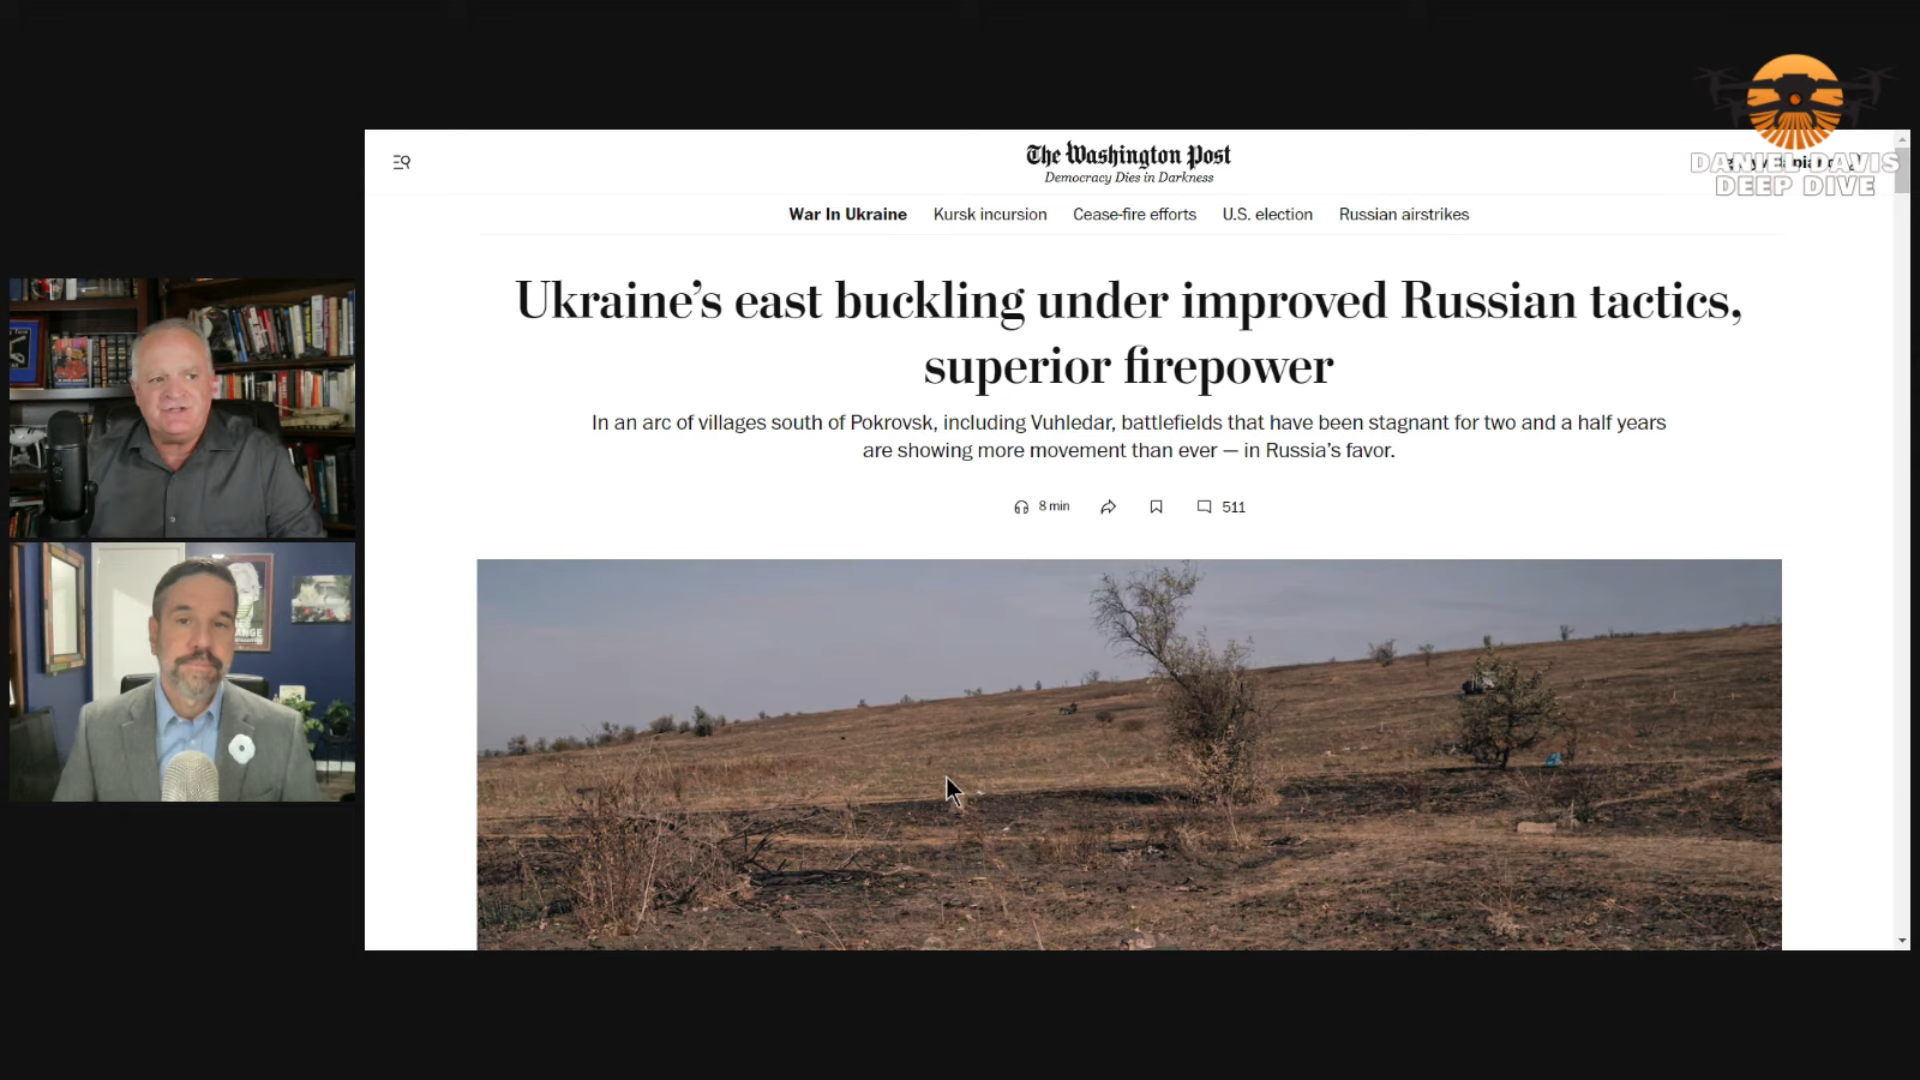 DANIEL DAVIS
DEEP DIVE
The Washington Post
Democracy Dies in Darkness
War In Ukraine Kursk incursion Cease-fire efforts U.S. election Russian airstrikes
Ukraine’s east buckling under improved Russian tactics,
superior firepower
In an arc of villages south of Pokrovsk, including Vuhledar, battlefields that have been stagnant for two and a half years
are showing more movement than ever — in Russia’s favor.
8 min 511